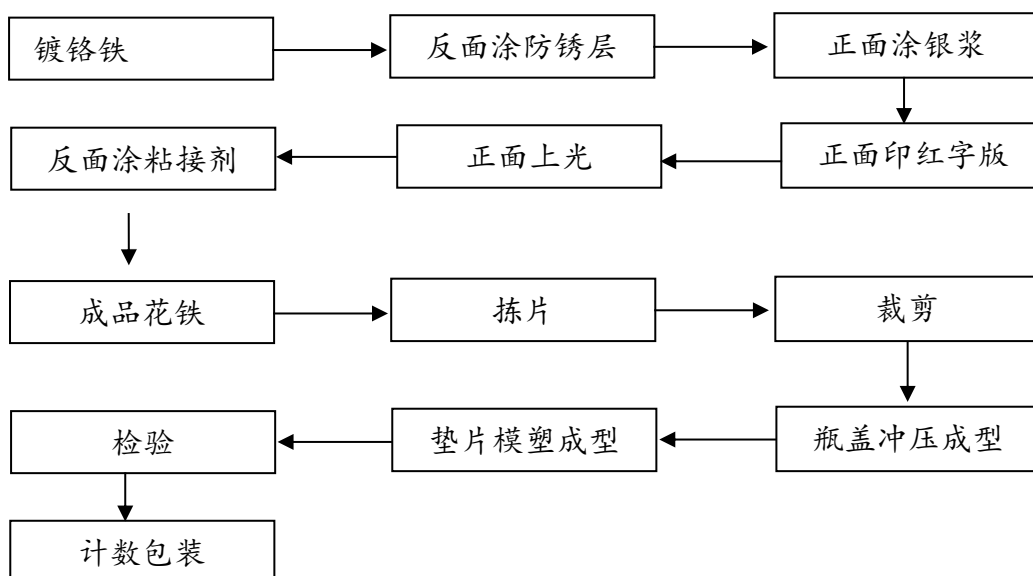 镀铬铁
反面涂防锈层
正面涂银浆
正面印红字版
正面上光
反面涂粘接剂
成品花铁
拣片
裁剪
瓶盖冲压成型
垫片模塑成型
检验
计数包装